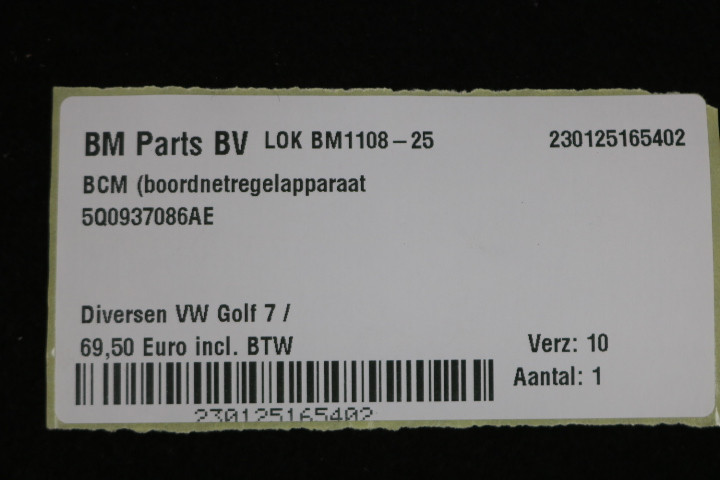 BM Parts BV LOK BM1108-25 230125165402
BCM (boordnetregelapparaat
5Q0937086AE
Diversen VW Golf 7 /
69,50 Euro incl. BTW Verz: 10
Aantal: 1
230125165402